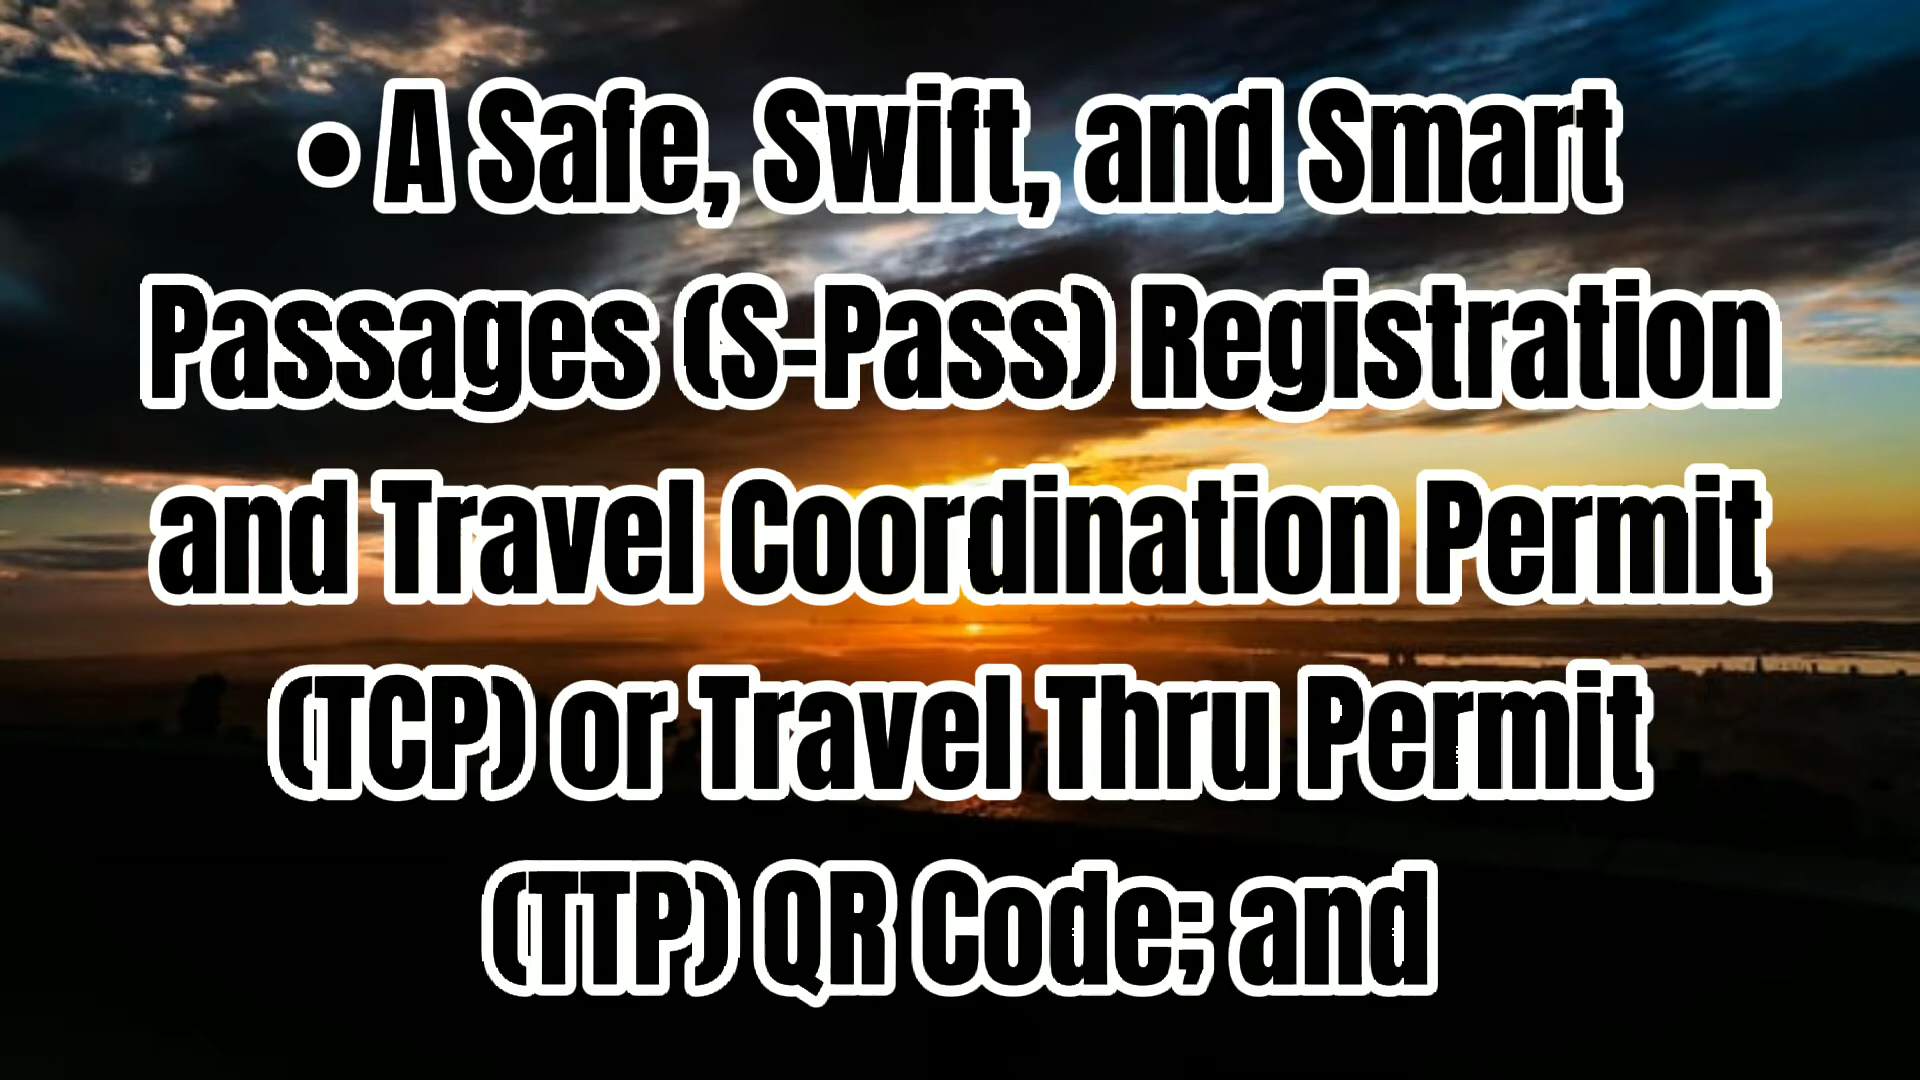 • A Safe, Swift, and Smart
Passages (S-Pass) Registration
and Travel Coordination Permit
(TCP) or Travel Thru Permit
(TTP) QR Code; and